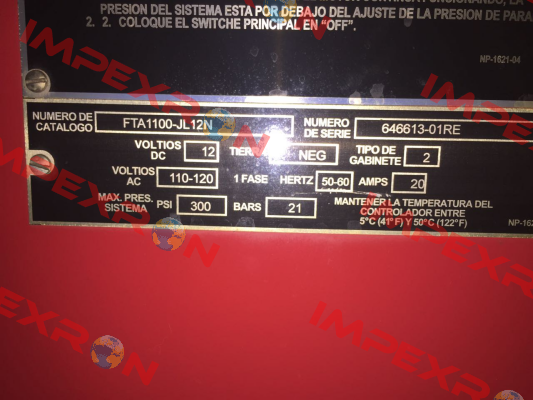 PRESION DEL SISTEMA ESTA POR DEBAJO DEL AJUSTE DE LA PRESION DE PARA
2. 2. COLOQUE EL SWITCHE PRINCIPAL EN "OFF".
NP-1621-04
NUMERO DE CATALOGO FTA1100-JL12N NUMERO DE SERIE 646613-01RE
VOLTIOS DC 12 NEG TIPO DE GABINETE 2
VOLTIOS AC 110-120 1 FASE HERTZ 50-60 AMPS 20
MAX. PRES. SISTEMA PSI 300 BARS 21
MANTENER LA TEMPERATURA DEL
CONTROLADOR ENTRE
5°C (41°F) Y 50°C (122°F)
NP-162
IMPEXRON
IMPEXRON
IMPEXRON
IMPEXRON